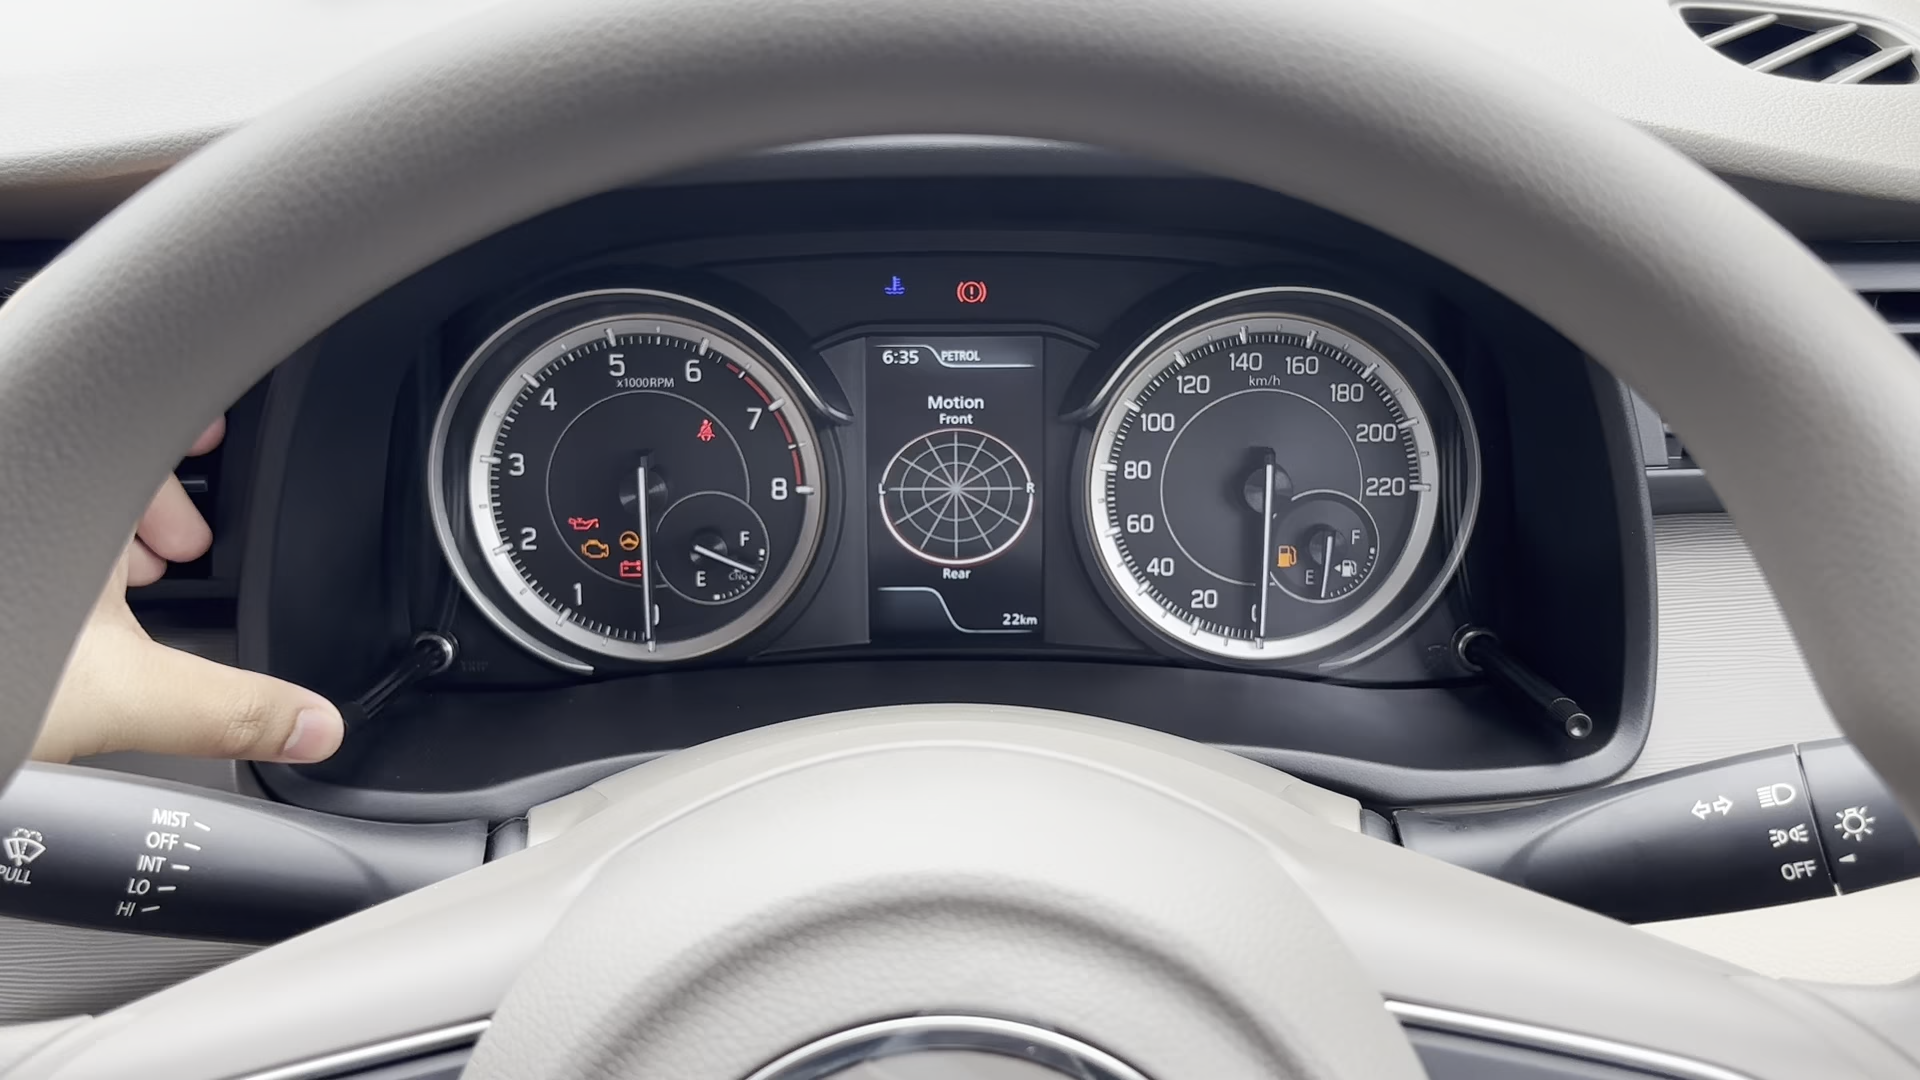 6:35 PETROL
Motion
Front
L R
Rear
22km
1 2 3 4 5 6 7 8
x1000RPM
F
E
CNG
0 20 40 60 80 100 120 140 160 180 200 220
km/h
F
E
MIST
OFF
INT
LO
HI
PULL
OFF